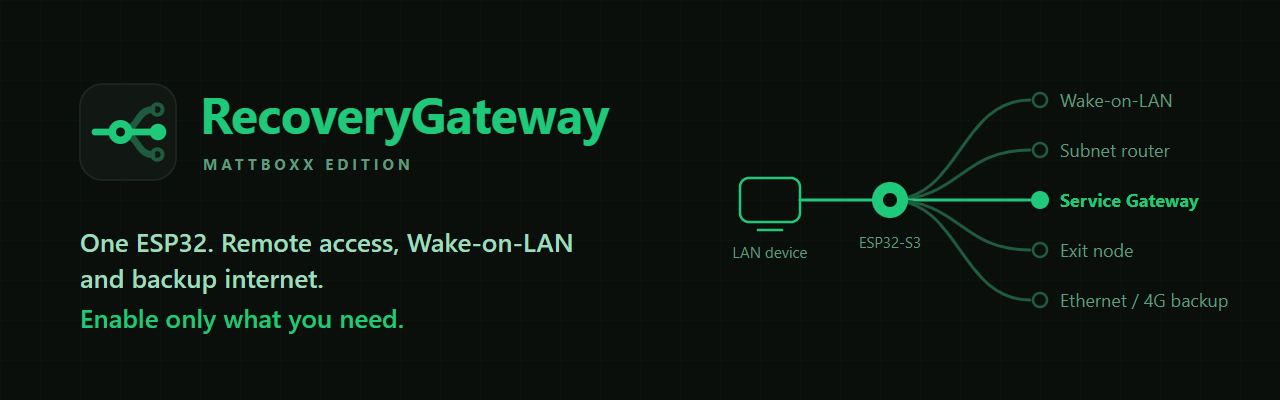 RecoveryGateway
MATTBOXX EDITION
One ESP32. Remote access, Wake-on-LAN
and backup internet.
Enable only what you need.
LAN device
ESP32-S3
Wake-on-LAN
Subnet router
Service Gateway
Exit node
Ethernet / 4G backup